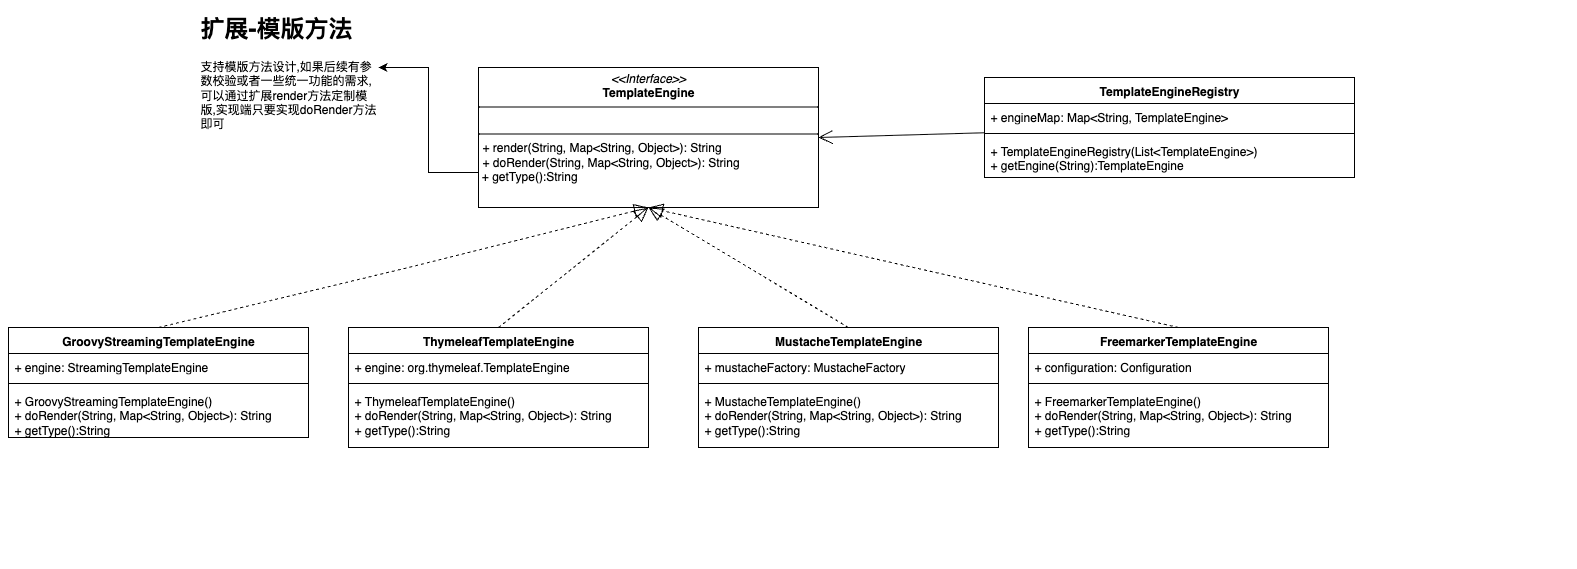 扩展-模版方法
支持模版方法设计,如果后续有参
数校验或者一些统一功能的需求,
可以通过扩展render方法定制模
版,实现端只要实现doRender方法
即可
<<Interface>>
TemplateEngine
+ render(String, Map<String, Object>): String
+ doRender(String, Map<String, Object>): String
+ getType():String
TemplateEngineRegistry
+ engineMap: Map<String, TemplateEngine>
+ TemplateEngineRegistry(List<TemplateEngine>)
+ getEngine(String):TemplateEngine
GroovyStreamingTemplateEngine
+ engine: StreamingTemplateEngine
+ GroovyStreamingTemplateEngine()
+ doRender(String, Map<String, Object>): String
+ getType():String
ThymeleafTemplateEngine
+ engine: org.thymeleaf.TemplateEngine
+ ThymeleafTemplateEngine()
+ doRender(String, Map<String, Object>): String
+ getType():String
MustacheTemplateEngine
+ mustacheFactory: MustacheFactory
+ MustacheTemplateEngine()
+ doRender(String, Map<String, Object>): String
+ getType():String
FreemarkerTemplateEngine
+ configuration: Configuration
+ FreemarkerTemplateEngine()
+ doRender(String, Map<String, Object>): String
+ getType():String